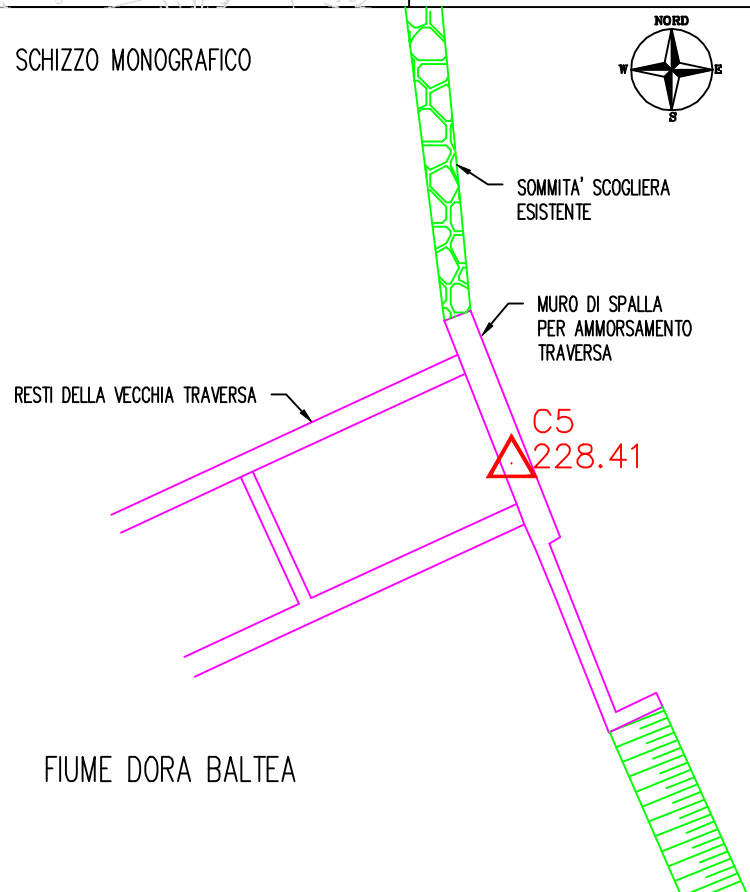 SCHIZZO MONOGRAFICO
NORD
W
E
S
SOMMITA' SCOGLIERA
ESISTENTE
MURO DI SPALLA
PER AMMORSAMENTO
TRAVERSA
RESTI DELLA VECCHIA TRAVERSA
C5
228.41
FIUME DORA BALTEA